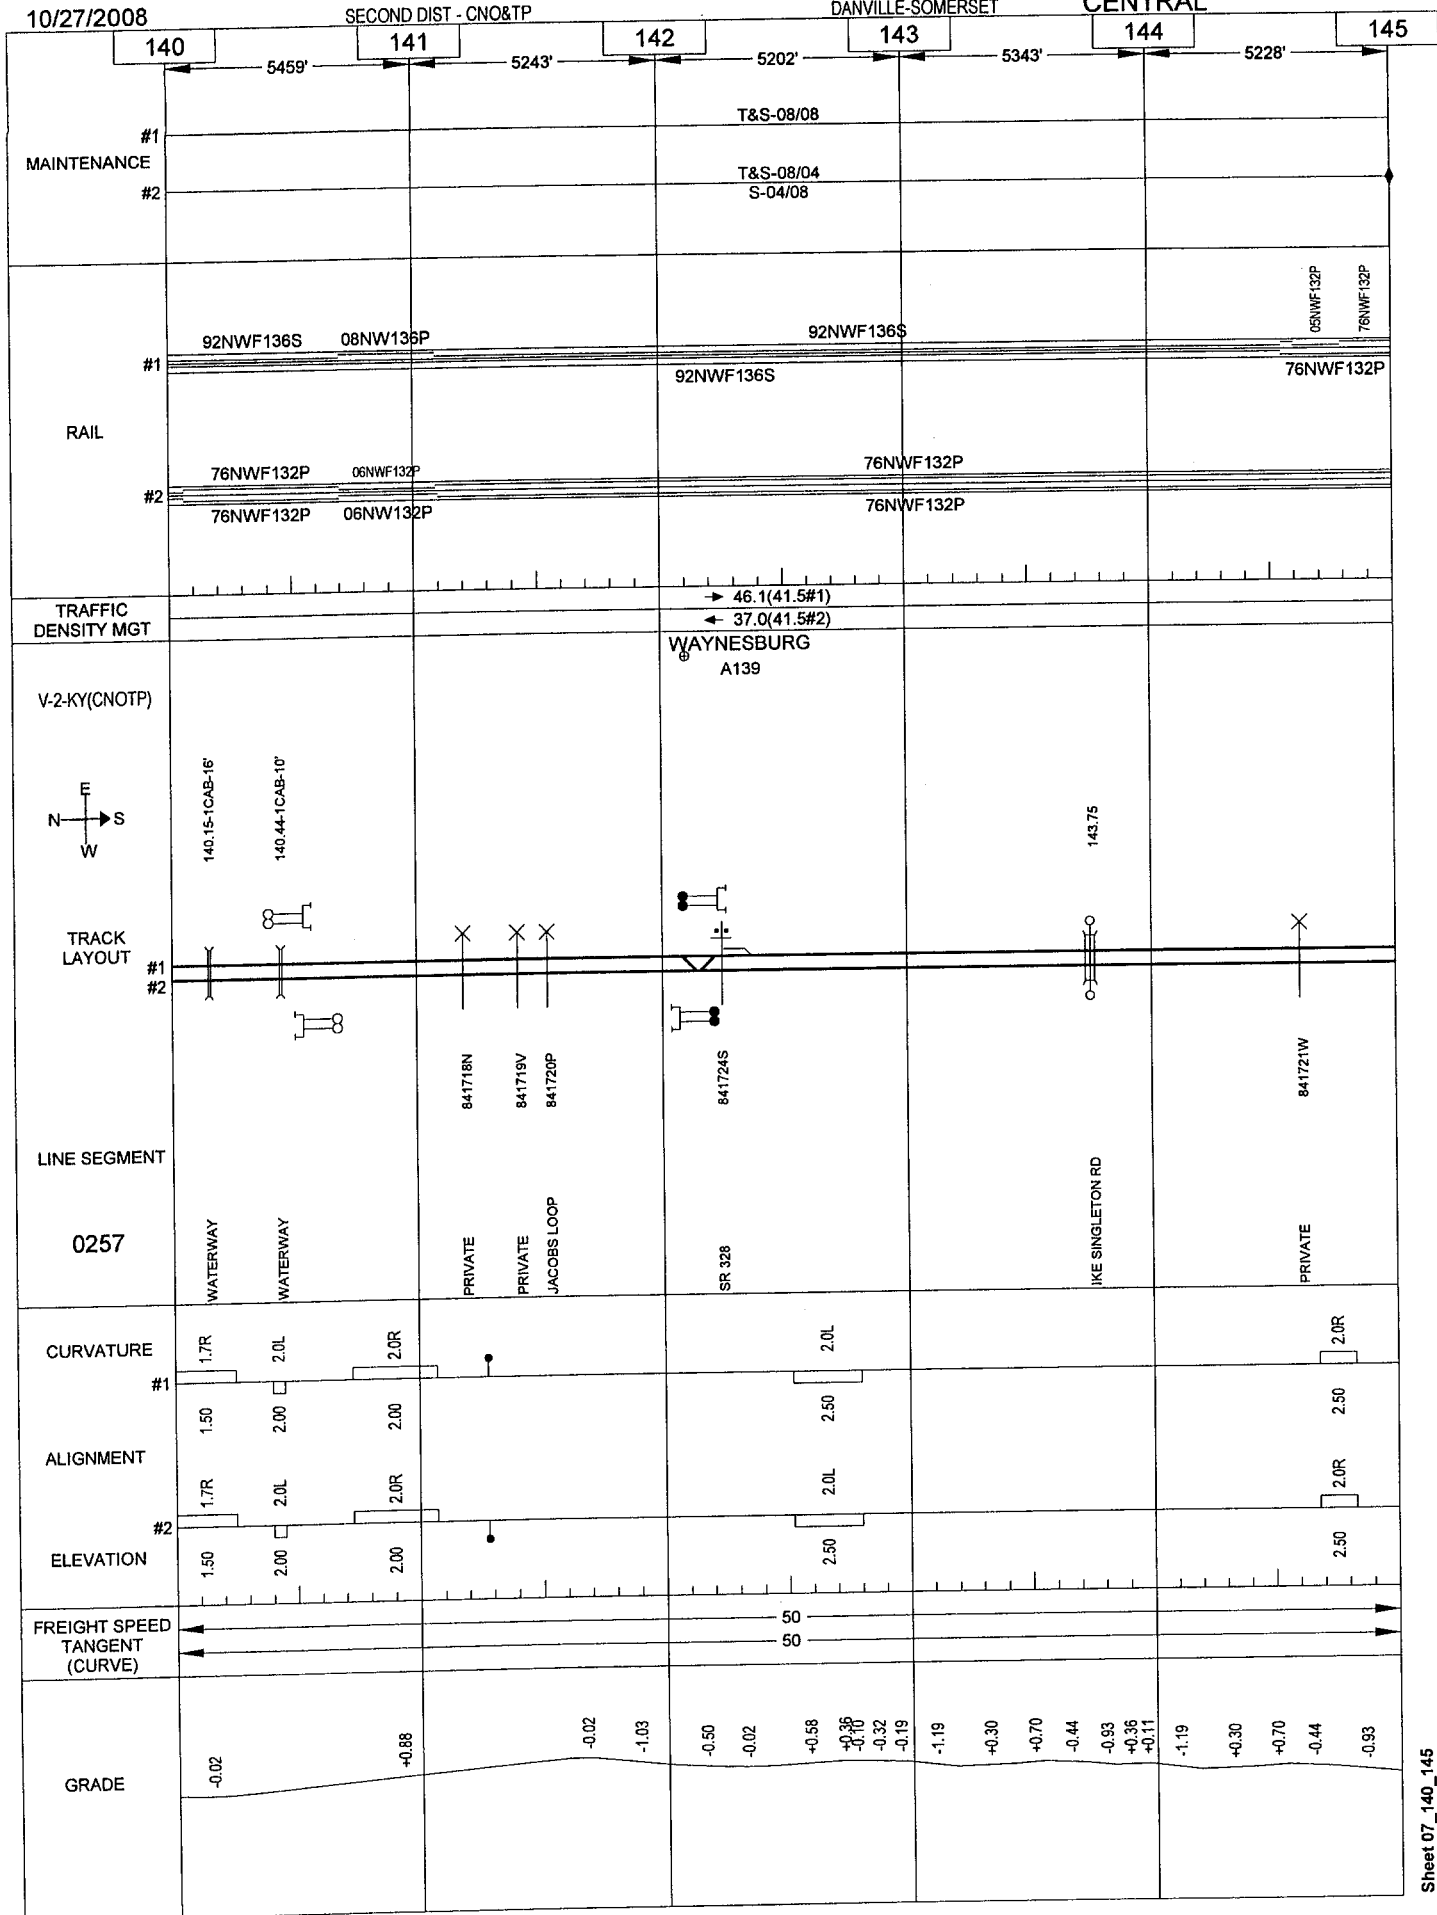 10/27/2008
SECOND DIST - CNO&TP
DANVILLE-SOMERSET
CENTRAL
140
141
142
143
144
145
5459'
5243'
5202'
5343'
5228'
MAINTENANCE
#1
T&S-08/08
#2
T&S-08/04
S-04/08
RAIL
05NWF132P
76NWF132P
92NWF136S
08NW136P
92NWF136S
#1
92NWF136S
76NWF132P
76NWF132P
06NWF132P
76NWF132P
#2
76NWF132P
06NW132P
76NWF132P
TRAFFIC
DENSITY MGT
46.1(41.5#1)
37.0(41.5#2)
WAYNESBURG
A139
V-2-KY(CNOTP)
E
N
S
W
140.15-1CAB-16'
140.44-1CAB-10'
143.75
TRACK
LAYOUT
#1
#2
841718N
841719V
841720P
841724S
841721W
LINE SEGMENT
0257
WATERWAY
WATERWAY
PRIVATE
PRIVATE
JACOBS LOOP
SR 328
IKE SINGLETON RD
PRIVATE
CURVATURE
1.7R
2.0L
2.0R
2.0L
2.0R
#1
1.50
2.00
2.00
2.50
2.50
ALIGNMENT
1.7R
2.0L
2.0R
2.0L
2.0R
#2
ELEVATION
1.50
2.00
2.00
2.50
2.50
FREIGHT SPEED
TANGENT
(CURVE)
50
50
GRADE
-0.02
+0.88
-0.02
-1.03
-0.50
-0.02
+0.58
+0.36
-0.10
-0.32
-0.19
-1.19
+0.30
+0.70
-0.44
-0.93
+0.36
+0.11
-1.19
+0.30
+0.70
-0.44
-0.93
Sheet 07_140_145